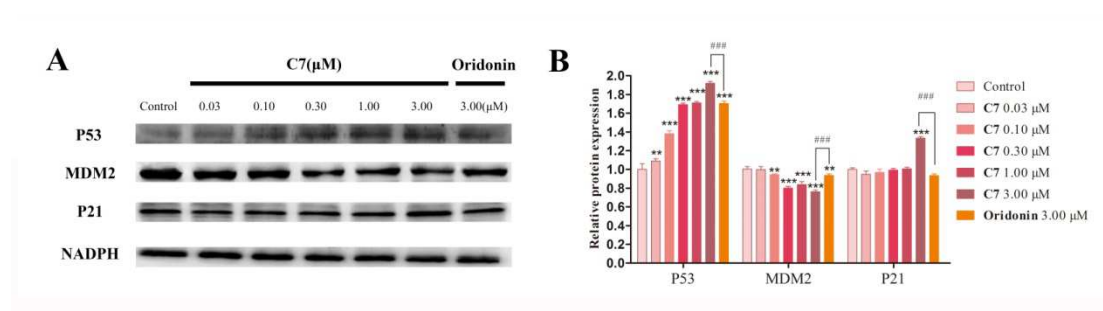 A
C7(μM)
Oridonin
Control 0.03 0.10 0.30 1.00 3.00 3.00(μM)
P53
MDM2
P21
NADPH
B
Relative protein expression
2.0
1.8
1.6
1.4
1.2
1.0
0.8
0.6
0.4
0.2
0.0
**
***
***
***
***
***
###
**
***
***
***
**
###
***
###
P53 MDM2 P21
Control
C7 0.03 μM
C7 0.10 μM
C7 0.30 μM
C7 1.00 μM
C7 3.00 μM
Oridonin 3.00 μM